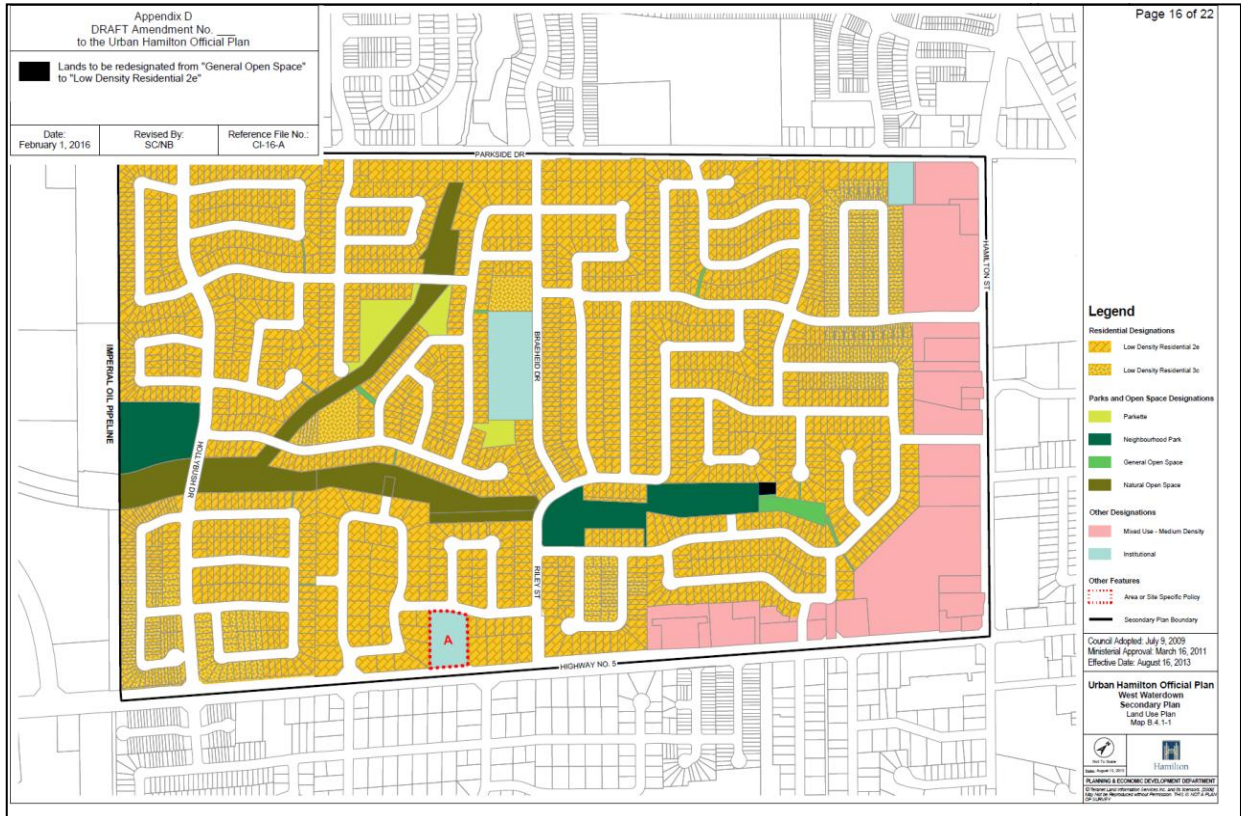 Page 16 of 22
Appendix D
DRAFT Amendment No. ___
to the Urban Hamilton Official Plan
Lands to be redesignated from "General Open Space"
to "Low Density Residential 2e"
Date:
February 1, 2016
Revised By:
SC/NB
Reference File No.:
CI-16-A
PARKSIDE DR
HAMILTON ST
BRAEHEID DR
IMPERIAL OIL PIPELINE
HOLLYBUSH DR
RILEY ST
A
HIGHWAY NO. 5
Legend
Residential Designations
Low Density Residential 2e
Low Density Residential 3c
Parks and Open Space Designations
Parkette
Neighbourhood Park
General Open Space
Natural Open Space
Other Designations
Mixed Use - Medium Density
Institutional
Other Features
Area or Site Specific Policy
Secondary Plan Boundary
Council Adopted: July 9, 2009
Ministerial Approval: March 16, 2011
Effective Date: August 16, 2013
Urban Hamilton Official Plan
West Waterdown
Secondary Plan
Land Use Plan
Map B.4.1-1
Not To Scale
Hamilton
PLANNING & ECONOMIC DEVELOPMENT DEPARTMENT